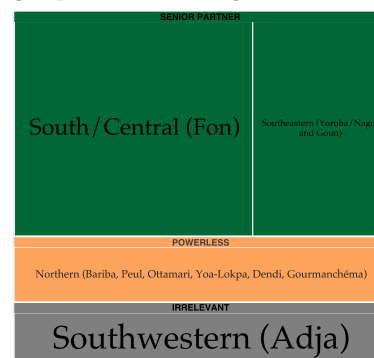 SENIOR PARTNER
South/Central (Fon)
Southeastern (Yoruba/Nago
and Goun)
POWERLESS
Northern (Bariba, Peul, Ottamari, Yoa-Lokpa, Dendi, Gourmanchéma)
IRRELEVANT
Southwestern (Adja)